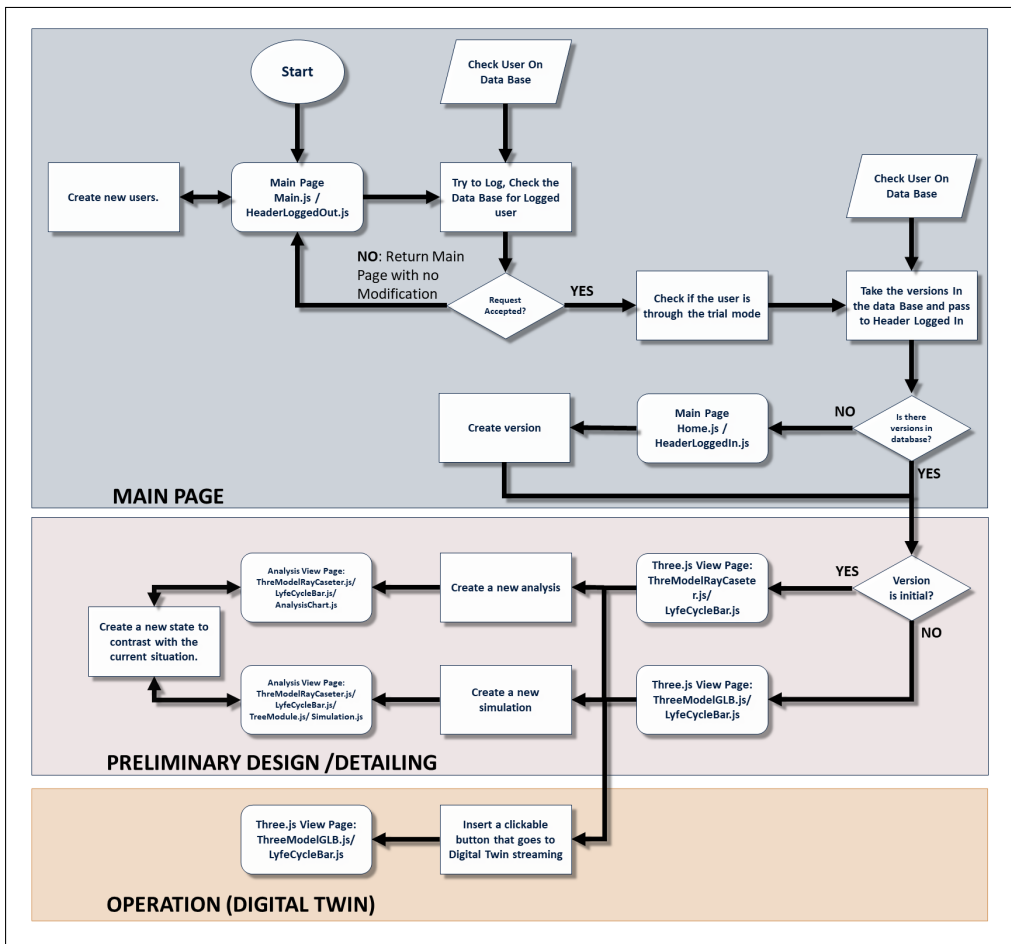 Start
Check User On
Data Base
Create new users.
Main Page
Main.js /
HeaderLoggedOut.js
Try to Log, Check the
Data Base for Logged
user
Check User On
Data Base
NO: Return Main
Page with no
Modification
Request
Accepted?
YES
Check if the user is
through the trial mode
Take the versions In
the data Base and pass
to Header Logged In
Create version
Main Page
Home.js /
HeaderLoggedIn.js
NO
Is there
versions in
database?
YES
MAIN PAGE
Analysis View Page:
ThreModelRayCaseter.js/
LyfeCycleBar.js/
AnalysisChart.js
Create a new analysis
Three.js View Page:
ThreModelRayCasete
r.js/
LyfeCycleBar.js
YES
Version
is initial?
NO
Create a new state to
contrast with the
current situation.
Analysis View Page:
ThreModelRayCaseter.js/
LyfeCycleBar.js/
TreeModule.js/ Simulation.js
Create a new
simulation
Three.js View Page:
ThreeModelGLB.js/
LyfeCycleBar.js
PRELIMINARY DESIGN /DETAILING
Three.js View Page:
ThreeModelGLB.js/
LyfeCycleBar.js
Insert a clickable
button that goes to
Digital Twin streaming
OPERATION (DIGITAL TWIN)